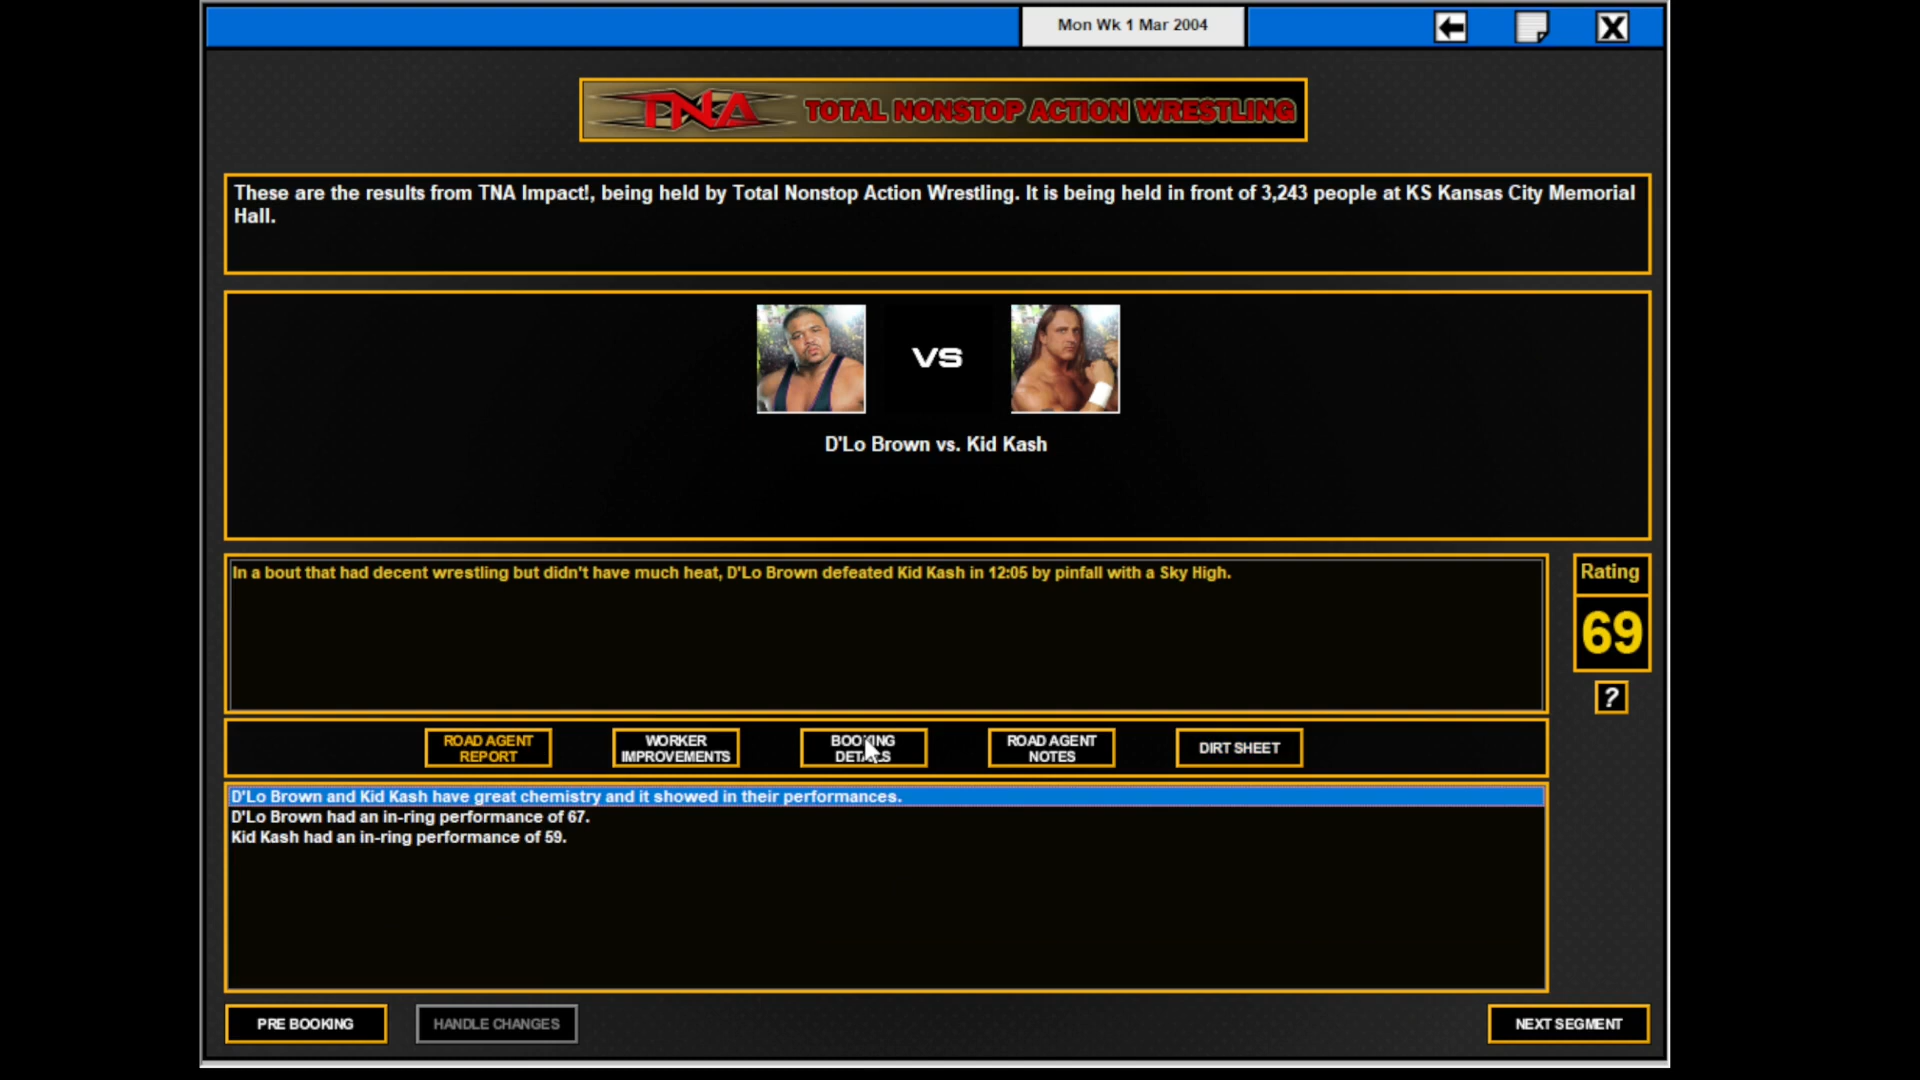 Mon Wk 1 Mar 2004
TNA TOTAL NONSTOP ACTION WRESTLING
These are the results from TNA Impact!, being held by Total Nonstop Action Wrestling. It is being held in front of 3,243 people at KS Kansas City Memorial
Hall.
VS
D'Lo Brown vs. Kid Kash
In a bout that had decent wrestling but didn't have much heat, D'Lo Brown defeated Kid Kash in 12:05 by pinfall with a Sky High.
Rating
69
?
ROAD AGENT
REPORT
WORKER
IMPROVEMENTS
BOOKING
DETAILS
ROAD AGENT
NOTES
DIRT SHEET
D'Lo Brown and Kid Kash have great chemistry and it showed in their performances.
D'Lo Brown had an in-ring performance of 67.
Kid Kash had an in-ring performance of 59.
PRE BOOKING
HANDLE CHANGES
NEXT SEGMENT